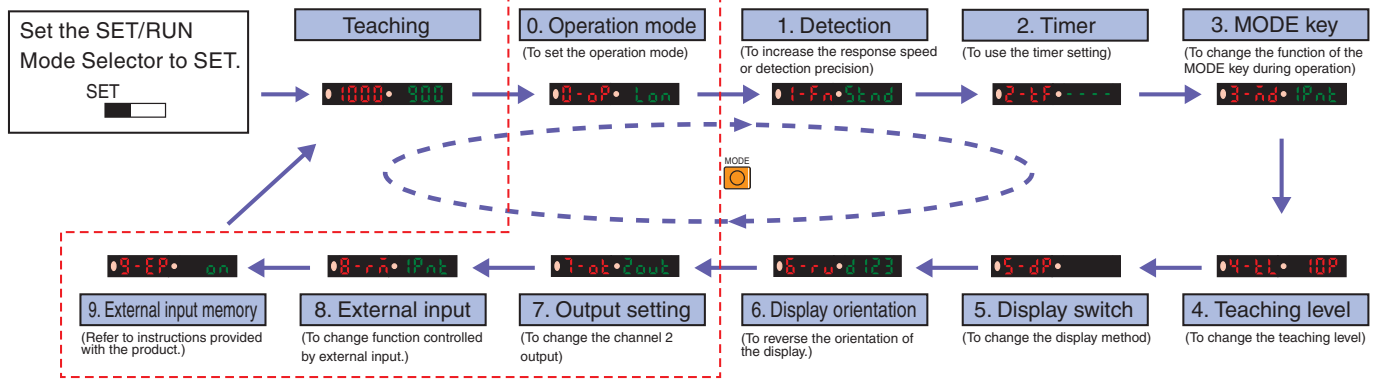 Set the SET/RUN
Mode Selector to SET.
SET
Teaching
1000 900
0. Operation mode
(To set the operation mode)
0-oP Lon
1. Detection
(To increase the response speed
or detection precision)
1-Fn Stnd
2. Timer
(To use the timer setting)
2-tF ----
3. MODE key
(To change the function of the
MODE key during operation)
3-md 1Pnt
MODE
9-EP on
9. External input memory
(Refer to instructions provided
with the product.)
8-rm 1Pnt
8. External input
(To change function controlled
by external input.)
7-ot 2out
7. Output setting
(To change the channel 2
output)
6-ru d123
6. Display orientation
(To reverse the orientation of
the display.)
5-dP
5. Display switch
(To change the display method)
4-tL 10P
4. Teaching level
(To change the teaching level)